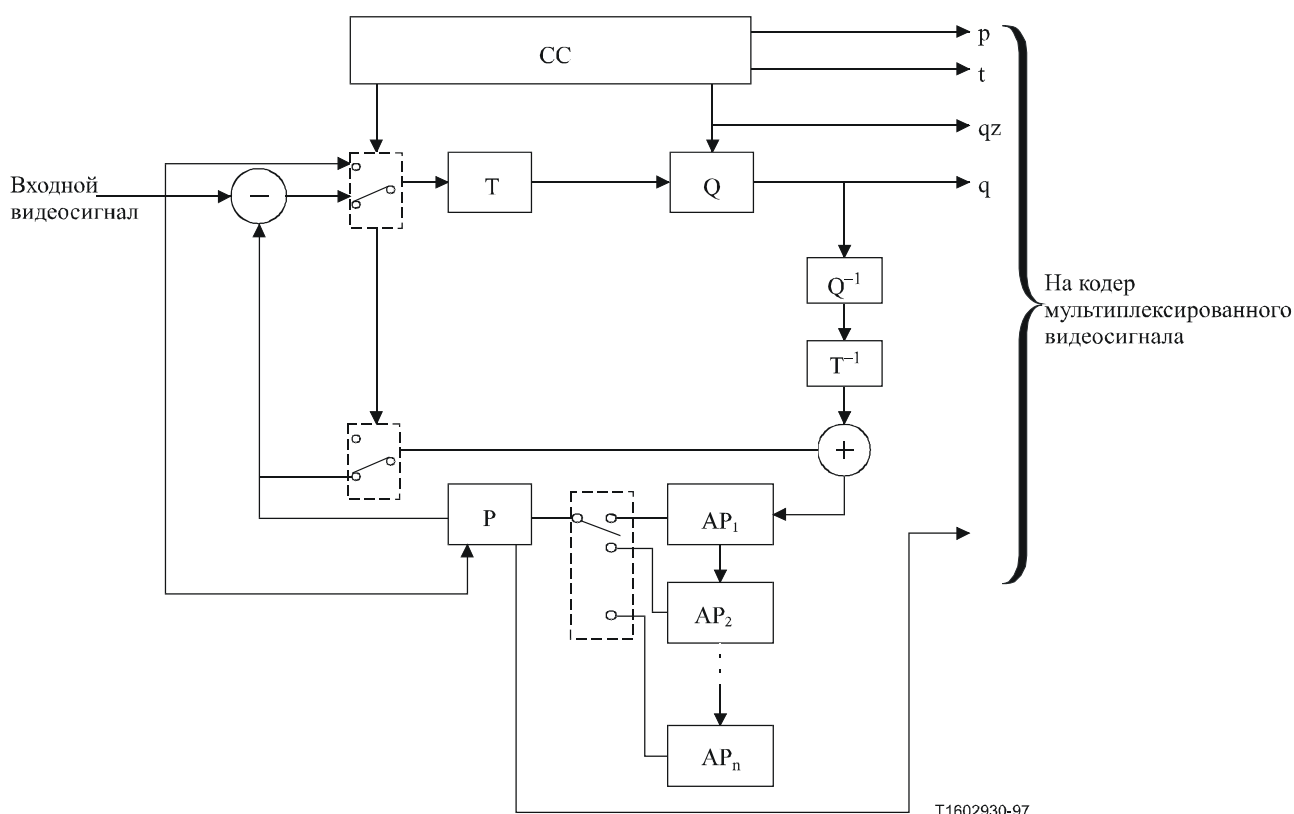 CC
p
t
qz
q
Входной
видеосигнал
−
T
Q
Q⁻¹
T⁻¹
+
На кодер
мультиплексированного
видеосигнала
P
AP₁
AP₂
APₙ
T1602930-97